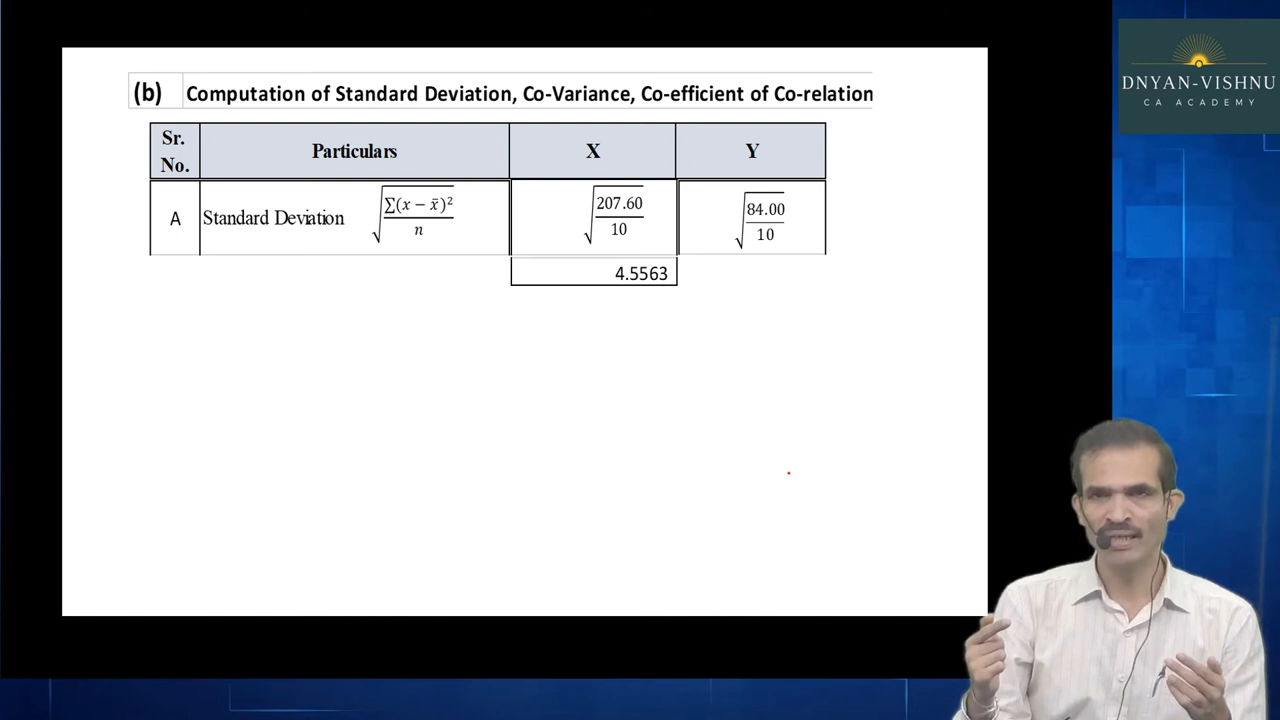 DNYAN-VISHNU
CA ACADEMY
(b) Computation of Standard Deviation, Co-Variance, Co-efficient of Co-relation
Sr. No. Particulars X Y
A Standard Deviation √(∑(x − x̄)²/n) √(207.60/10) √(84.00/10)
4.5563